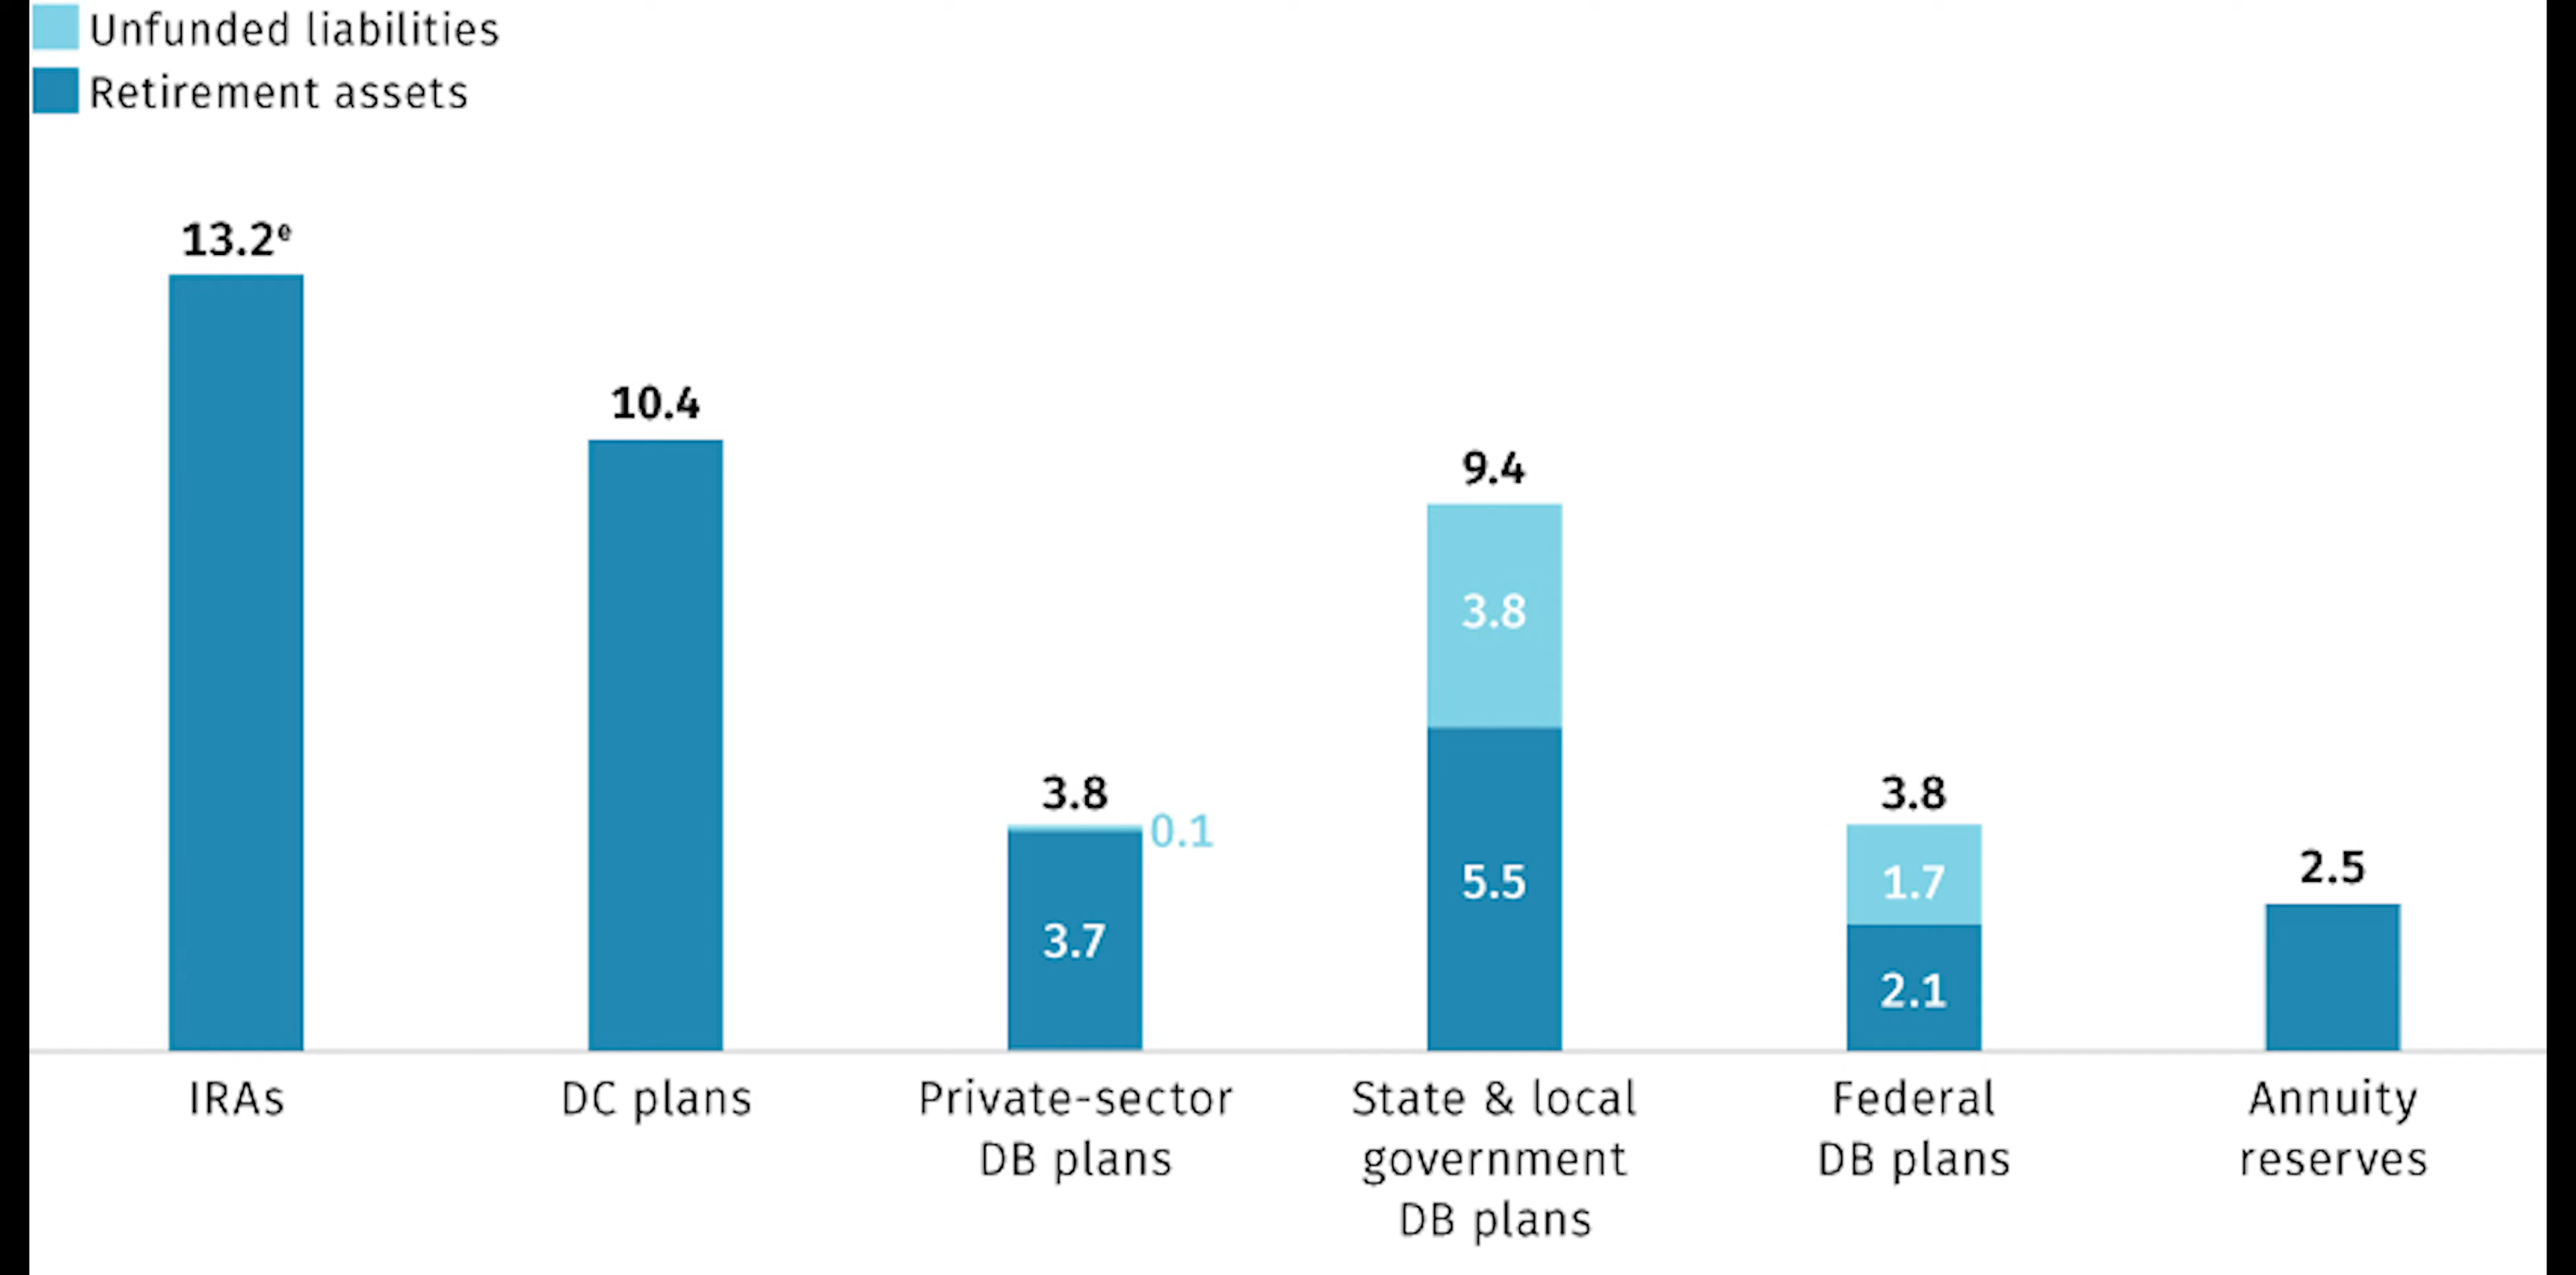 Unfunded liabilities
Retirement assets
13.2ᵉ
10.4
9.4
3.8
3.8
0.1
3.8
5.5
1.7
2.5
3.7
2.1
IRAs
DC plans
Private-sector
DB plans
State & local
government
DB plans
Federal
DB plans
Annuity
reserves